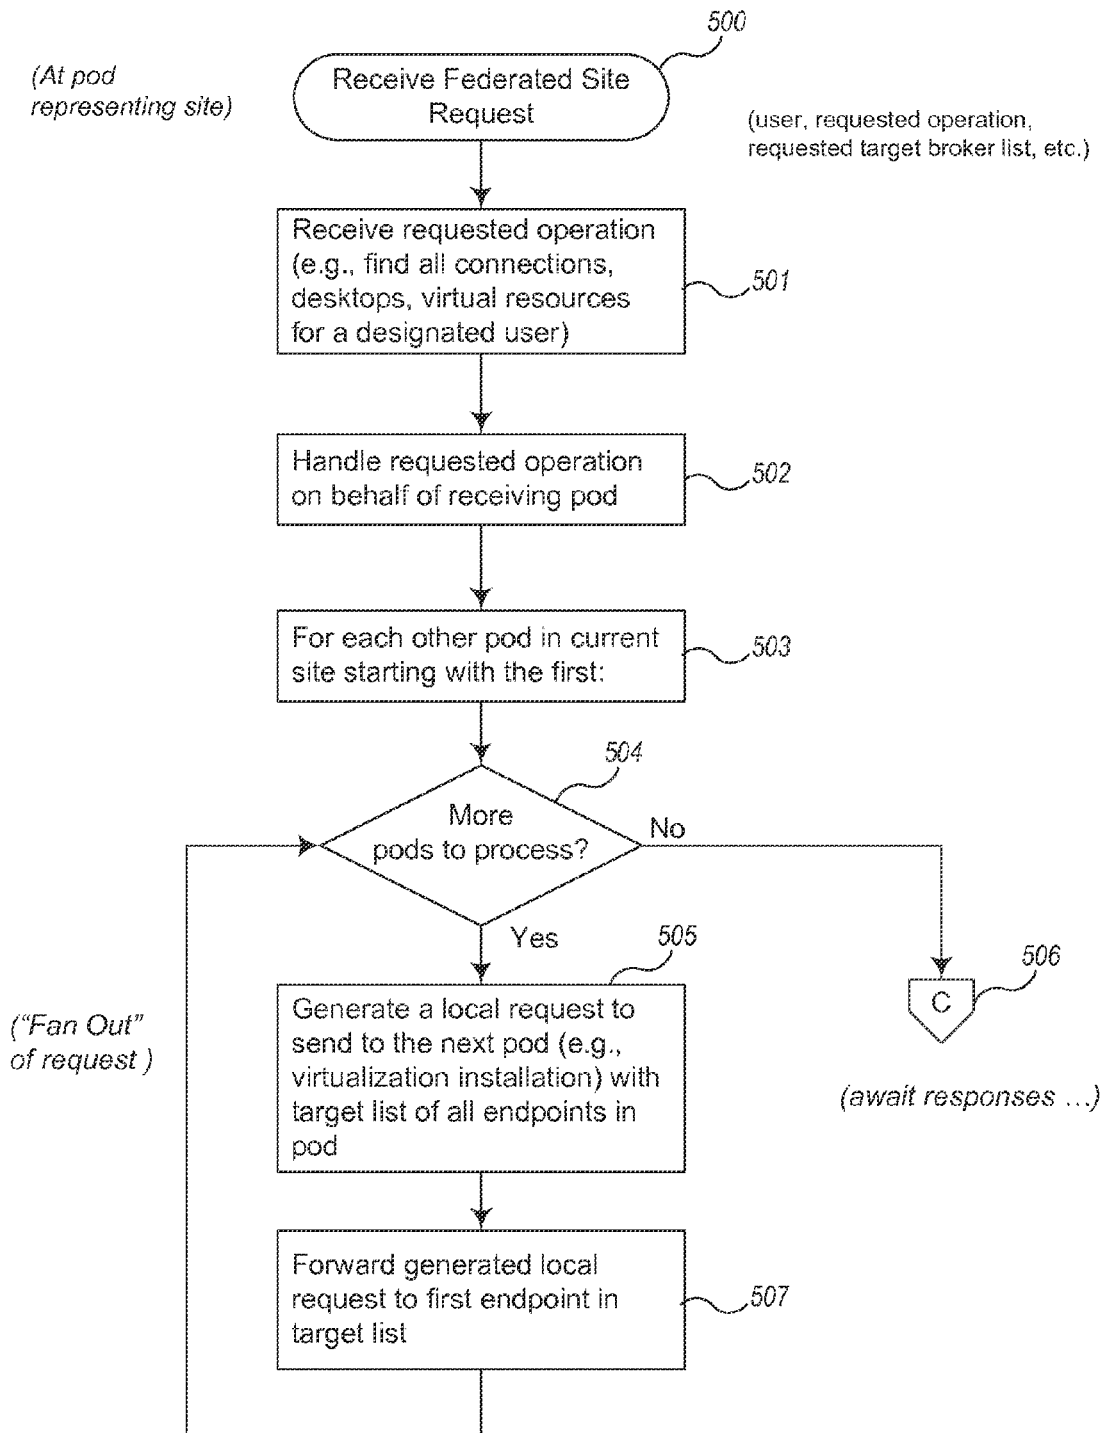 500
(At pod
representing site)
Receive Federated Site
Request
(user, requested operation,
requested target broker list, etc.)
Receive requested operation
(e.g., find all connections,
desktops, virtual resources
for a designated user)
501
Handle requested operation
on behalf of receiving pod
502
For each other pod in current
site starting with the first:
503
504
More
pods to process?
No
Yes
505
506
C
(await responses ...)
("Fan Out"
of request )
Generate a local request to
send to the next pod (e.g.,
virtualization installation) with
target list of all endpoints in
pod
Forward generated local
request to first endpoint in
target list
507